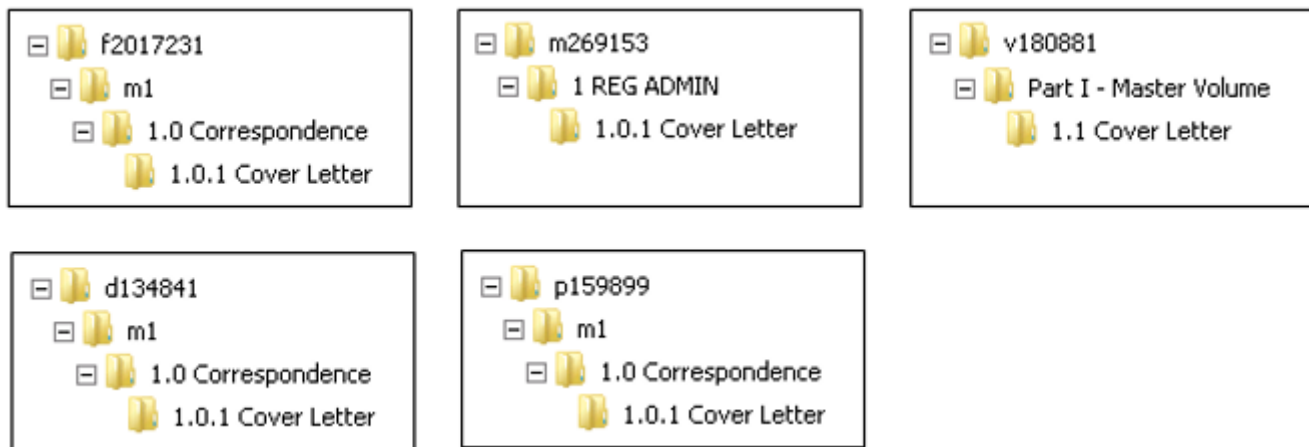 f2017231
m1
1.0 Correspondence
1.0.1 Cover Letter
m269153
1 REG ADMIN
1.0.1 Cover Letter
v180881
Part I - Master Volume
1.1 Cover Letter
d134841
m1
1.0 Correspondence
1.0.1 Cover Letter
p159899
m1
1.0 Correspondence
1.0.1 Cover Letter